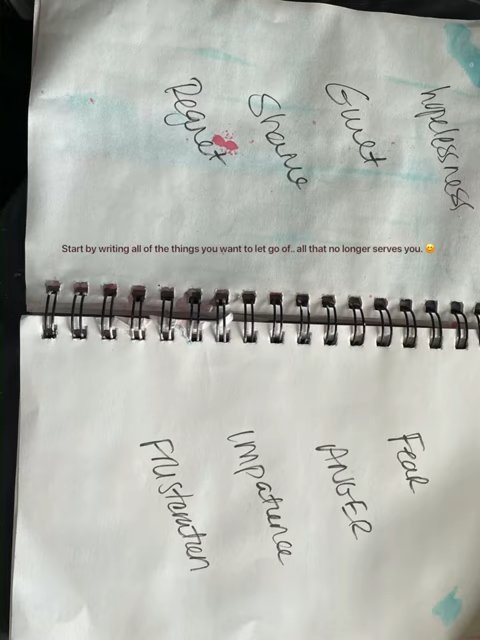 hopelessness
Guilt
Shame
Regret
Start by writing all of the things you want to let go of.. all that no longer serves you. 😊
Fear
ANGER
Impatience
Frusteration